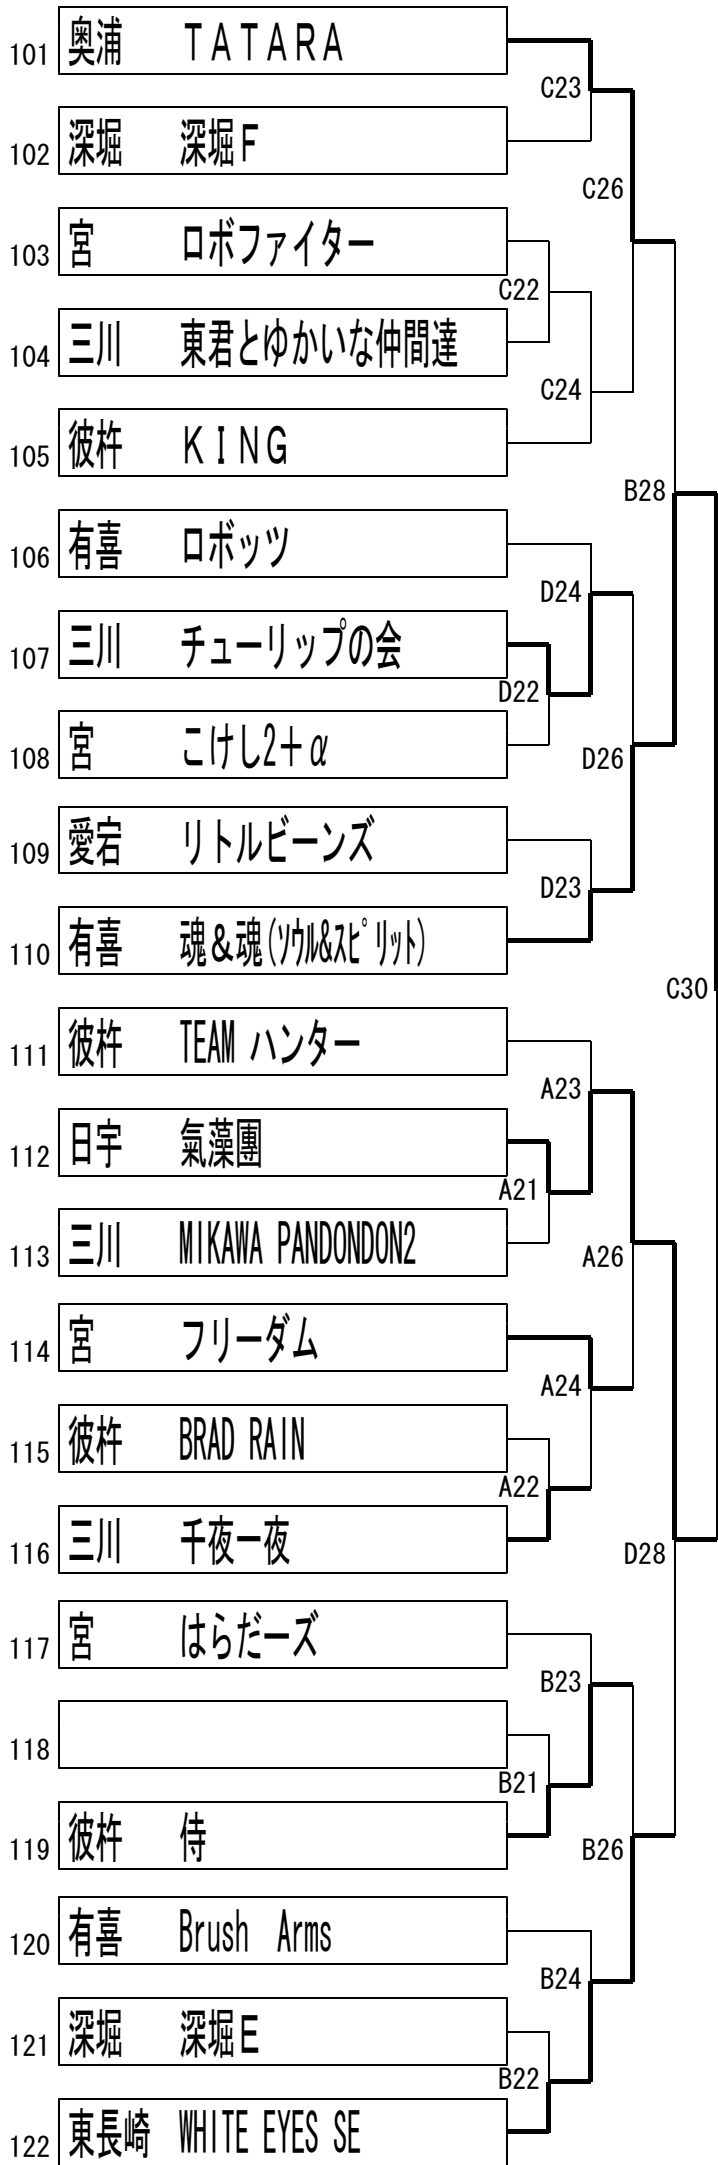 101 奥浦 ＴＡＴＡＲＡ
C23
102 深堀 深堀Ｆ
C26
103 宮 ロボファイター
C22
104 三川 東君とゆかいな仲間達
C24
105 彼杵 ＫＩＮＧ
B28
106 有喜 ロボッツ
D24
107 三川 チューリップの会
D22
108 宮 こけし2＋α
D26
109 愛宕 リトルビーンズ
D23
110 有喜 魂＆魂(ｿｳﾙ&ｽﾋﾟﾘｯﾄ)
C30
111 彼杵 TEAM ハンター
A23
112 日宇 氣藻團
A21
113 三川 MIKAWA PANDONDON2
A26
114 宮 フリーダム
A24
115 彼杵 BRAD RAIN
A22
116 三川 千夜一夜
D28
117 宮 はらだーズ
B23
118
B21
119 彼杵 侍
B26
120 有喜 Brush Arms
B24
121 深堀 深堀Ｅ
B22
122 東長崎 WHITE EYES SE